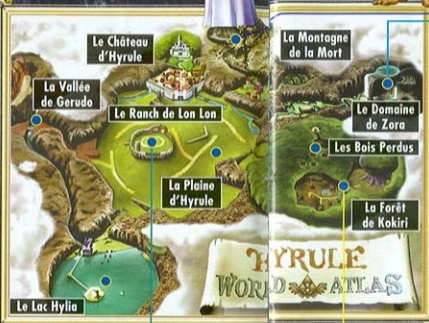 Le Château
d'Hyrule
La Montagne
de la Mort
La Vallée
de Gerudo
Le Ranch de Lon Lon
Le Domaine
de Zora
Les Bois Perdus
La Plaine
d'Hyrule
La Forêt
de Kokiri
HYRULE
WORLD ATLAS
Le Lac Hylia